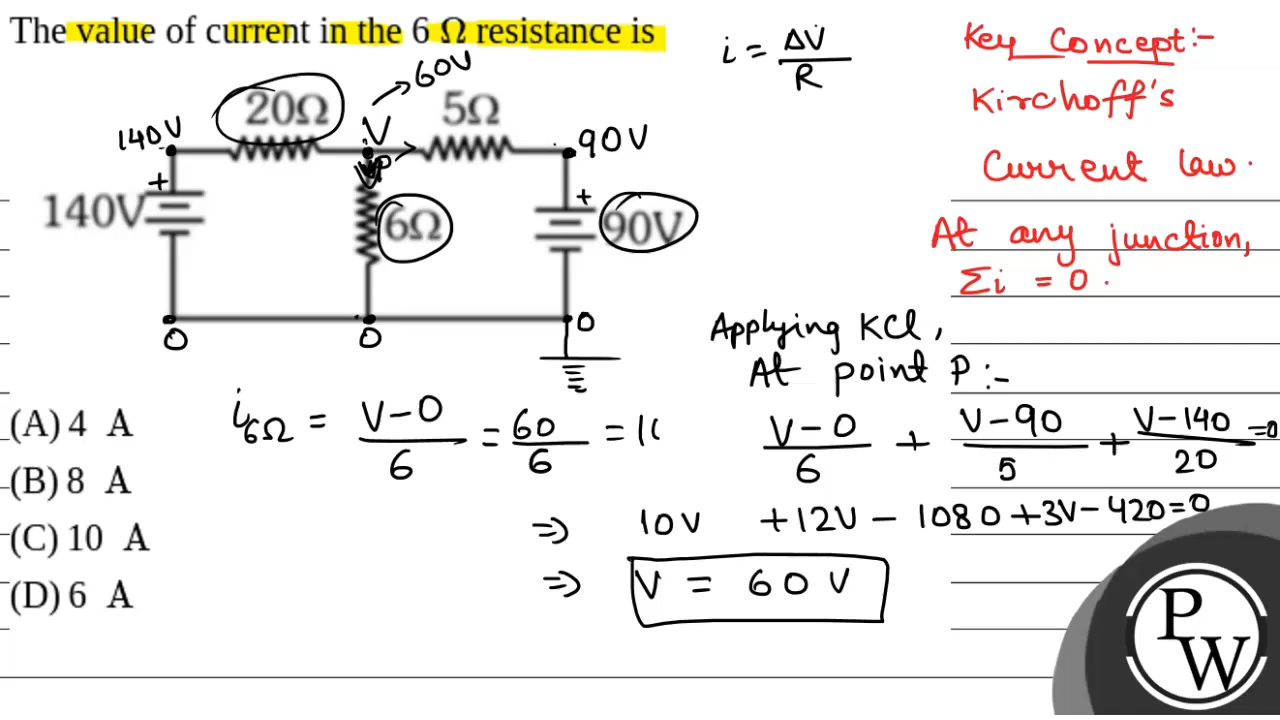 The value of current in the 6 Ω resistance is
i = ΔV / R
Key Concept:-
Kirchoff's
Current law.
At any junction,
Σi = 0.
60V
20Ω
V
5Ω
140V
P
90V
+
+
140V
6Ω
90V
0
0
0
Applying KCl,
At point P:-
(A) 4 A
i6Ω = V-0 / 6 = 60 / 6 = 10
V-0 / 6 + V-90 / 5 + V-140 / 20 = 0
(B) 8 A
⇒ 10V + 12V - 1080 + 3V - 420 = 0
(C) 10 A
⇒ V = 60 V
(D) 6 A
P
W